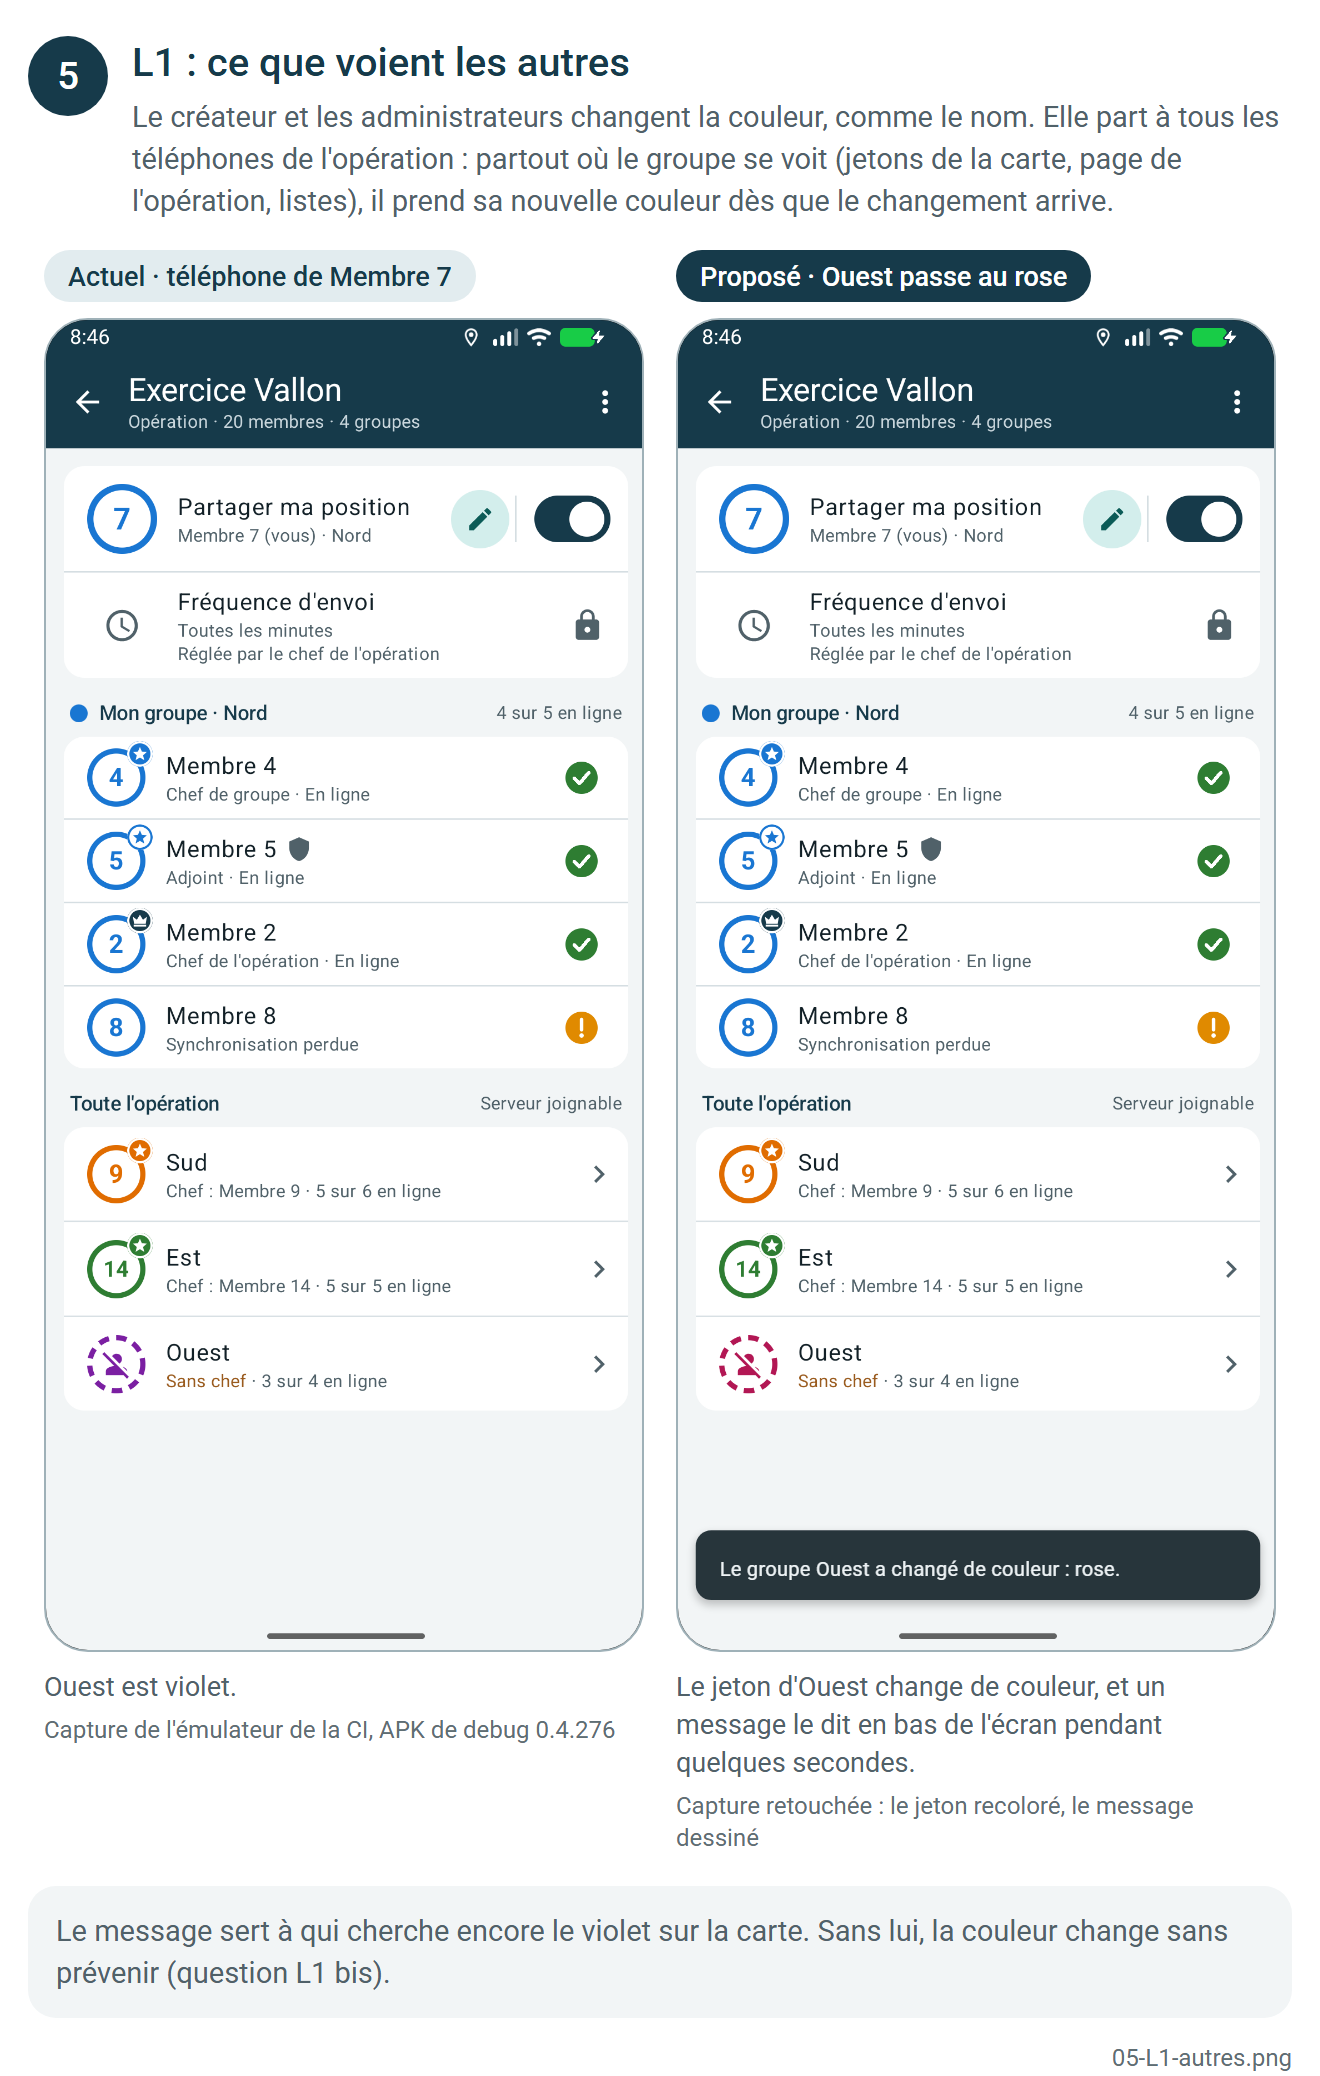 5
L1 : ce que voient les autres
Le créateur et les administrateurs changent la couleur, comme le nom. Elle part à tous les
téléphones de l'opération : partout où le groupe se voit (jetons de la carte, page de
l'opération, listes), il prend sa nouvelle couleur dès que le changement arrive.
Actuel · téléphone de Membre 7
8:46
Exercice Vallon
Opération · 20 membres · 4 groupes
7
Partager ma position
Membre 7 (vous) · Nord
Fréquence d'envoi
Toutes les minutes
Réglée par le chef de l'opération
Mon groupe · Nord
4 sur 5 en ligne
4
Membre 4
Chef de groupe · En ligne
5
Membre 5
Adjoint · En ligne
2
Membre 2
Chef de l'opération · En ligne
8
Membre 8
Synchronisation perdue
Toute l'opération
Serveur joignable
9
Sud
Chef : Membre 9 · 5 sur 6 en ligne
14
Est
Chef : Membre 14 · 5 sur 5 en ligne
Ouest
Sans chef · 3 sur 4 en ligne
Ouest est violet.
Capture de l'émulateur de la CI, APK de debug 0.4.276
Proposé · Ouest passe au rose
8:46
Exercice Vallon
Opération · 20 membres · 4 groupes
7
Partager ma position
Membre 7 (vous) · Nord
Fréquence d'envoi
Toutes les minutes
Réglée par le chef de l'opération
Mon groupe · Nord
4 sur 5 en ligne
4
Membre 4
Chef de groupe · En ligne
5
Membre 5
Adjoint · En ligne
2
Membre 2
Chef de l'opération · En ligne
8
Membre 8
Synchronisation perdue
Toute l'opération
Serveur joignable
9
Sud
Chef : Membre 9 · 5 sur 6 en ligne
14
Est
Chef : Membre 14 · 5 sur 5 en ligne
Ouest
Sans chef · 3 sur 4 en ligne
Le groupe Ouest a changé de couleur : rose.
Le jeton d'Ouest change de couleur, et un
message le dit en bas de l'écran pendant
quelques secondes.
Capture retouchée : le jeton recoloré, le message
dessiné
Le message sert à qui cherche encore le violet sur la carte. Sans lui, la couleur change sans
prévenir (question L1 bis).
05-L1-autres.png